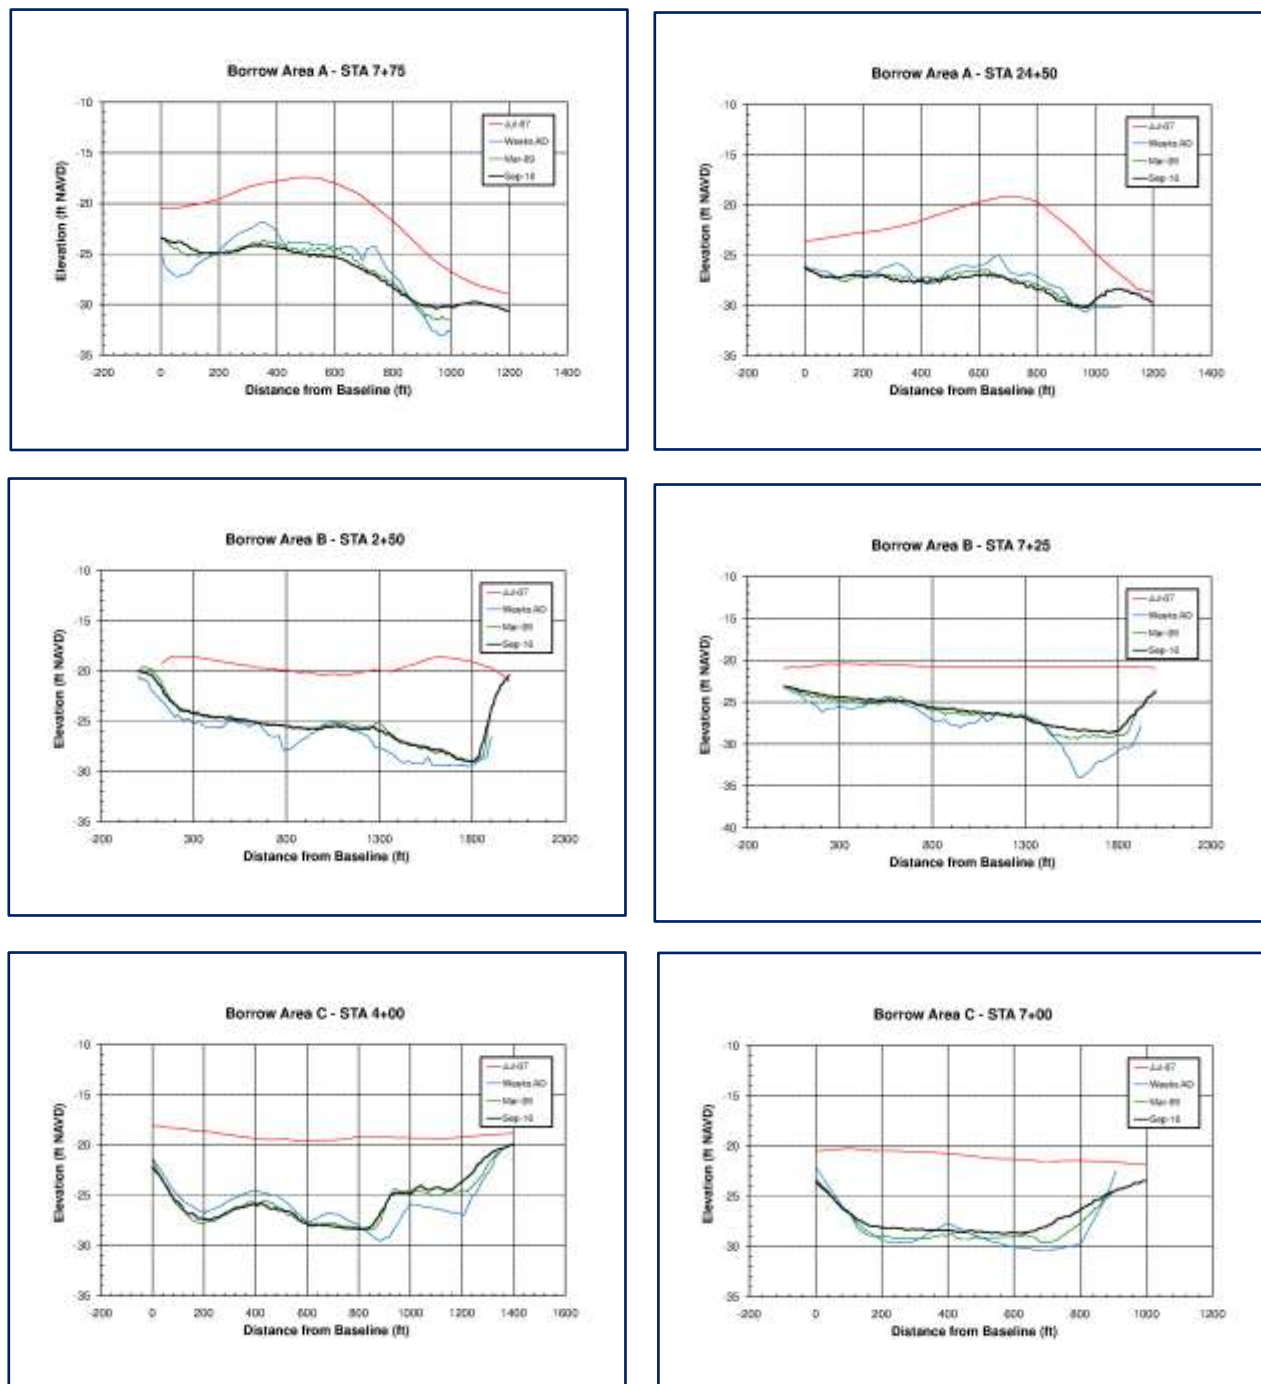 Borrow Area A - STA 7+75
Elevation (ft NAVD)
-10
-15
-20
-25
-30
-35
Jul-87
Weeks AD
Mar-89
Sep-16
-200 0 200 400 600 800 1000 1200 1400
Distance from Baseline (ft)
Borrow Area A - STA 24+50
Elevation (ft NAVD)
-10
-15
-20
-25
-30
-35
Jul-87
Weeks AD
Mar-89
Sep-16
-200 0 200 400 600 800 1000 1200 1400
Distance from Baseline (ft)
Borrow Area B - STA 2+50
Elevation (ft NAVD)
-10
-15
-20
-25
-30
-35
Jul-87
Weeks AD
Mar-89
Sep-16
-200 300 800 1300 1800 2300
Distance from Baseline (ft)
Borrow Area B - STA 7+25
Elevation (ft NAVD)
-10
-15
-20
-25
-30
-35
-40
Jul-87
Weeks AD
Mar-89
Sep-16
-200 300 800 1300 1800 2300
Distance from Baseline (ft)
Borrow Area C - STA 4+00
Elevation (ft NAVD)
-10
-15
-20
-25
-30
-35
Jul-87
Weeks AD
Mar-89
Sep-16
-200 0 200 400 600 800 1000 1200 1400 1600
Distance from Baseline (ft)
Borrow Area C - STA 7+00
Elevation (ft NAVD)
-10
-15
-20
-25
-30
-35
Jul-87
Weeks AD
Mar-89
Sep-16
-200 0 200 400 600 800 1000 1200
Distance from Baseline (ft)